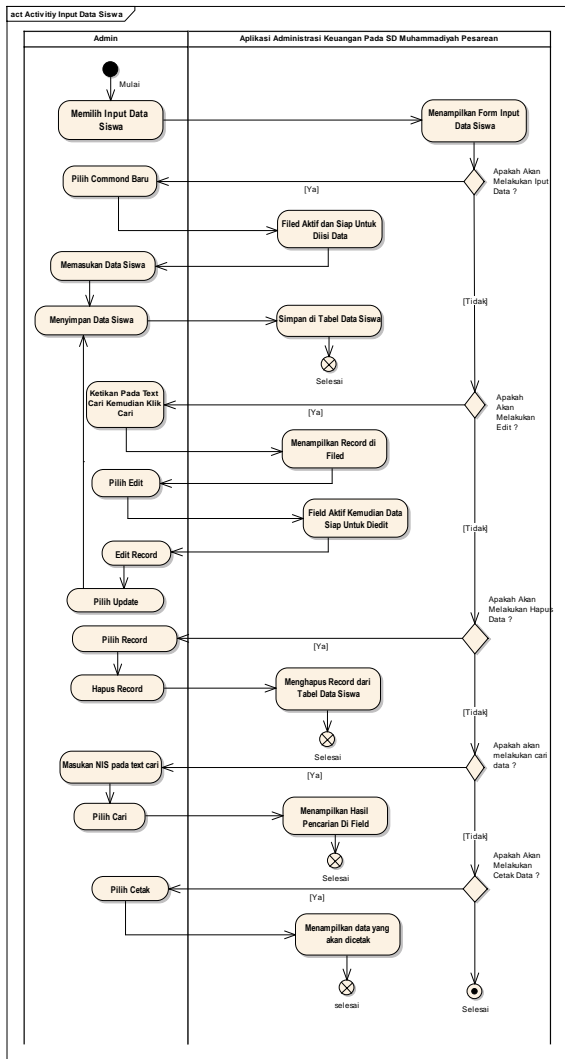 act Activitiy Input Data Siswa
Admin
Aplikasi Administrasi Keuangan Pada SD Muhammadiyah Pesarean
Mulai
Memilih Input Data
Siswa
Menampilkan Form Input
Data Siswa
Apakah Akan
Melakukan Iput
Data ?
[Ya]
Pilih Commond Baru
Filed Aktif dan Siap Untuk
Diisi Data
Memasukan Data Siswa
[Tidak]
Menyimpan Data Siswa
Simpan di Tabel Data Siswa
Selesai
Apakah
Akan
Melakukan
Edit ?
[Ya]
Ketikan Pada Text
Cari Kemudian Klik
Cari
Menampilkan Record di
Filed
Pilih Edit
Field Aktif Kemudian Data
Siap Untuk Diedit
[Tidak]
Edit Record
Pilih Update
Apakah Akan
Melakukan Hapus
Data ?
[Ya]
Pilih Record
Hapus Record
Menghapus Record dari
Tabel Data Siswa
[Tidak]
Selesai
Apakah akan
melakukan cari
data ?
[Ya]
Masukan NIS pada text cari
Pilih Cari
Menampilkan Hasil
Pencarian Di Field
[Tidak]
Selesai
Apakah Akan
Melakukan
Cetak Data ?
[Ya]
Pilih Cetak
Menampilkan data yang
akan dicetak
selesai
Selesai